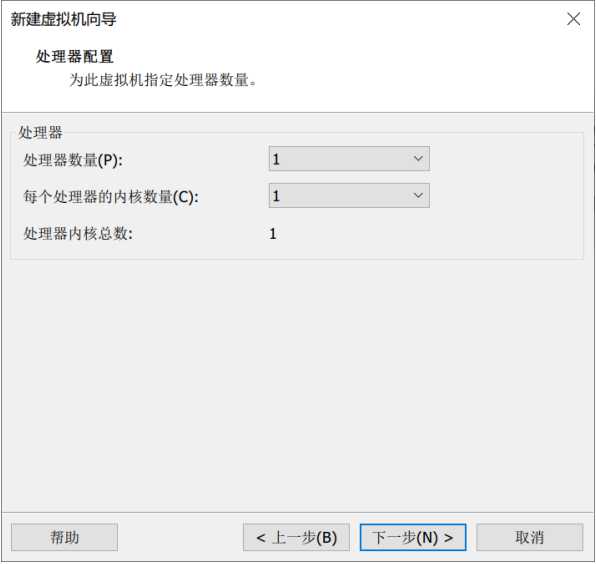 新建虚拟机向导
处理器配置
为此虚拟机指定处理器数量。
处理器
处理器数量(P): 1
每个处理器的内核数量(C): 1
处理器内核总数: 1
帮助 < 上一步(B) 下一步(N) > 取消